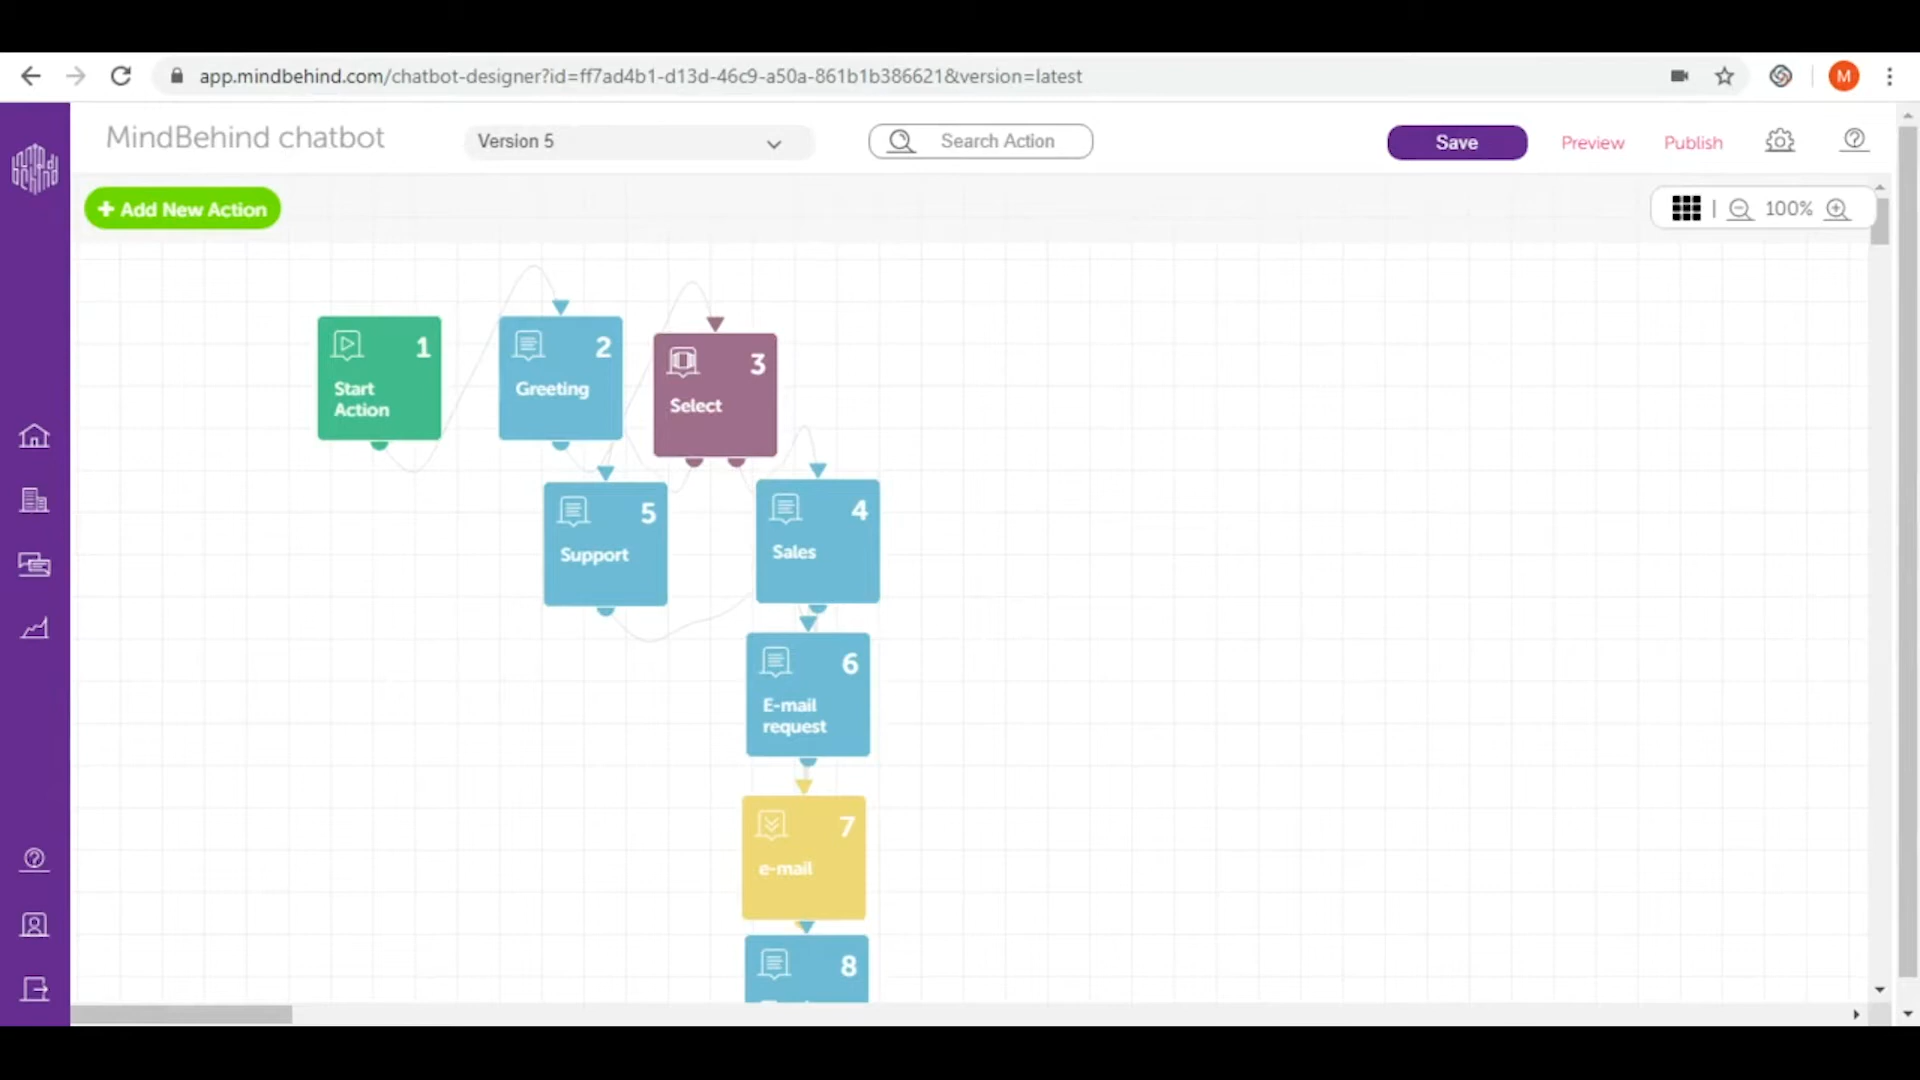 app.mindbehind.com/chatbot-designer?id=ff7ad4b1-d13d-46c9-a50a-861b1b386621&version=latest
M
MindBehind chatbot
Version 5
Search Action
Save
Preview
Publish
+ Add New Action
100%
1
Start
Action
2
Greeting
3
Select
5
Support
4
Sales
6
E-mail
request
7
e-mail
8